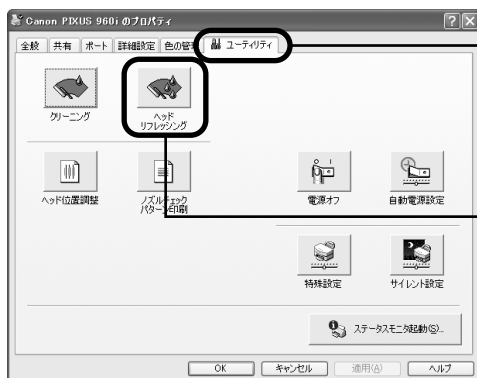 Canon PIXUS 960i のプロパティ
全般 共有 ポート 詳細設定 色の管理 ユーティリティ
クリーニング
ヘッド
リフレッシング
ヘッド位置調整
ノズルチェック
パターン印刷
電源オフ
自動電源設定
特殊設定
サイレント設定
ステータスモニタ起動(S)...
OK キャンセル 適用(A) ヘルプ